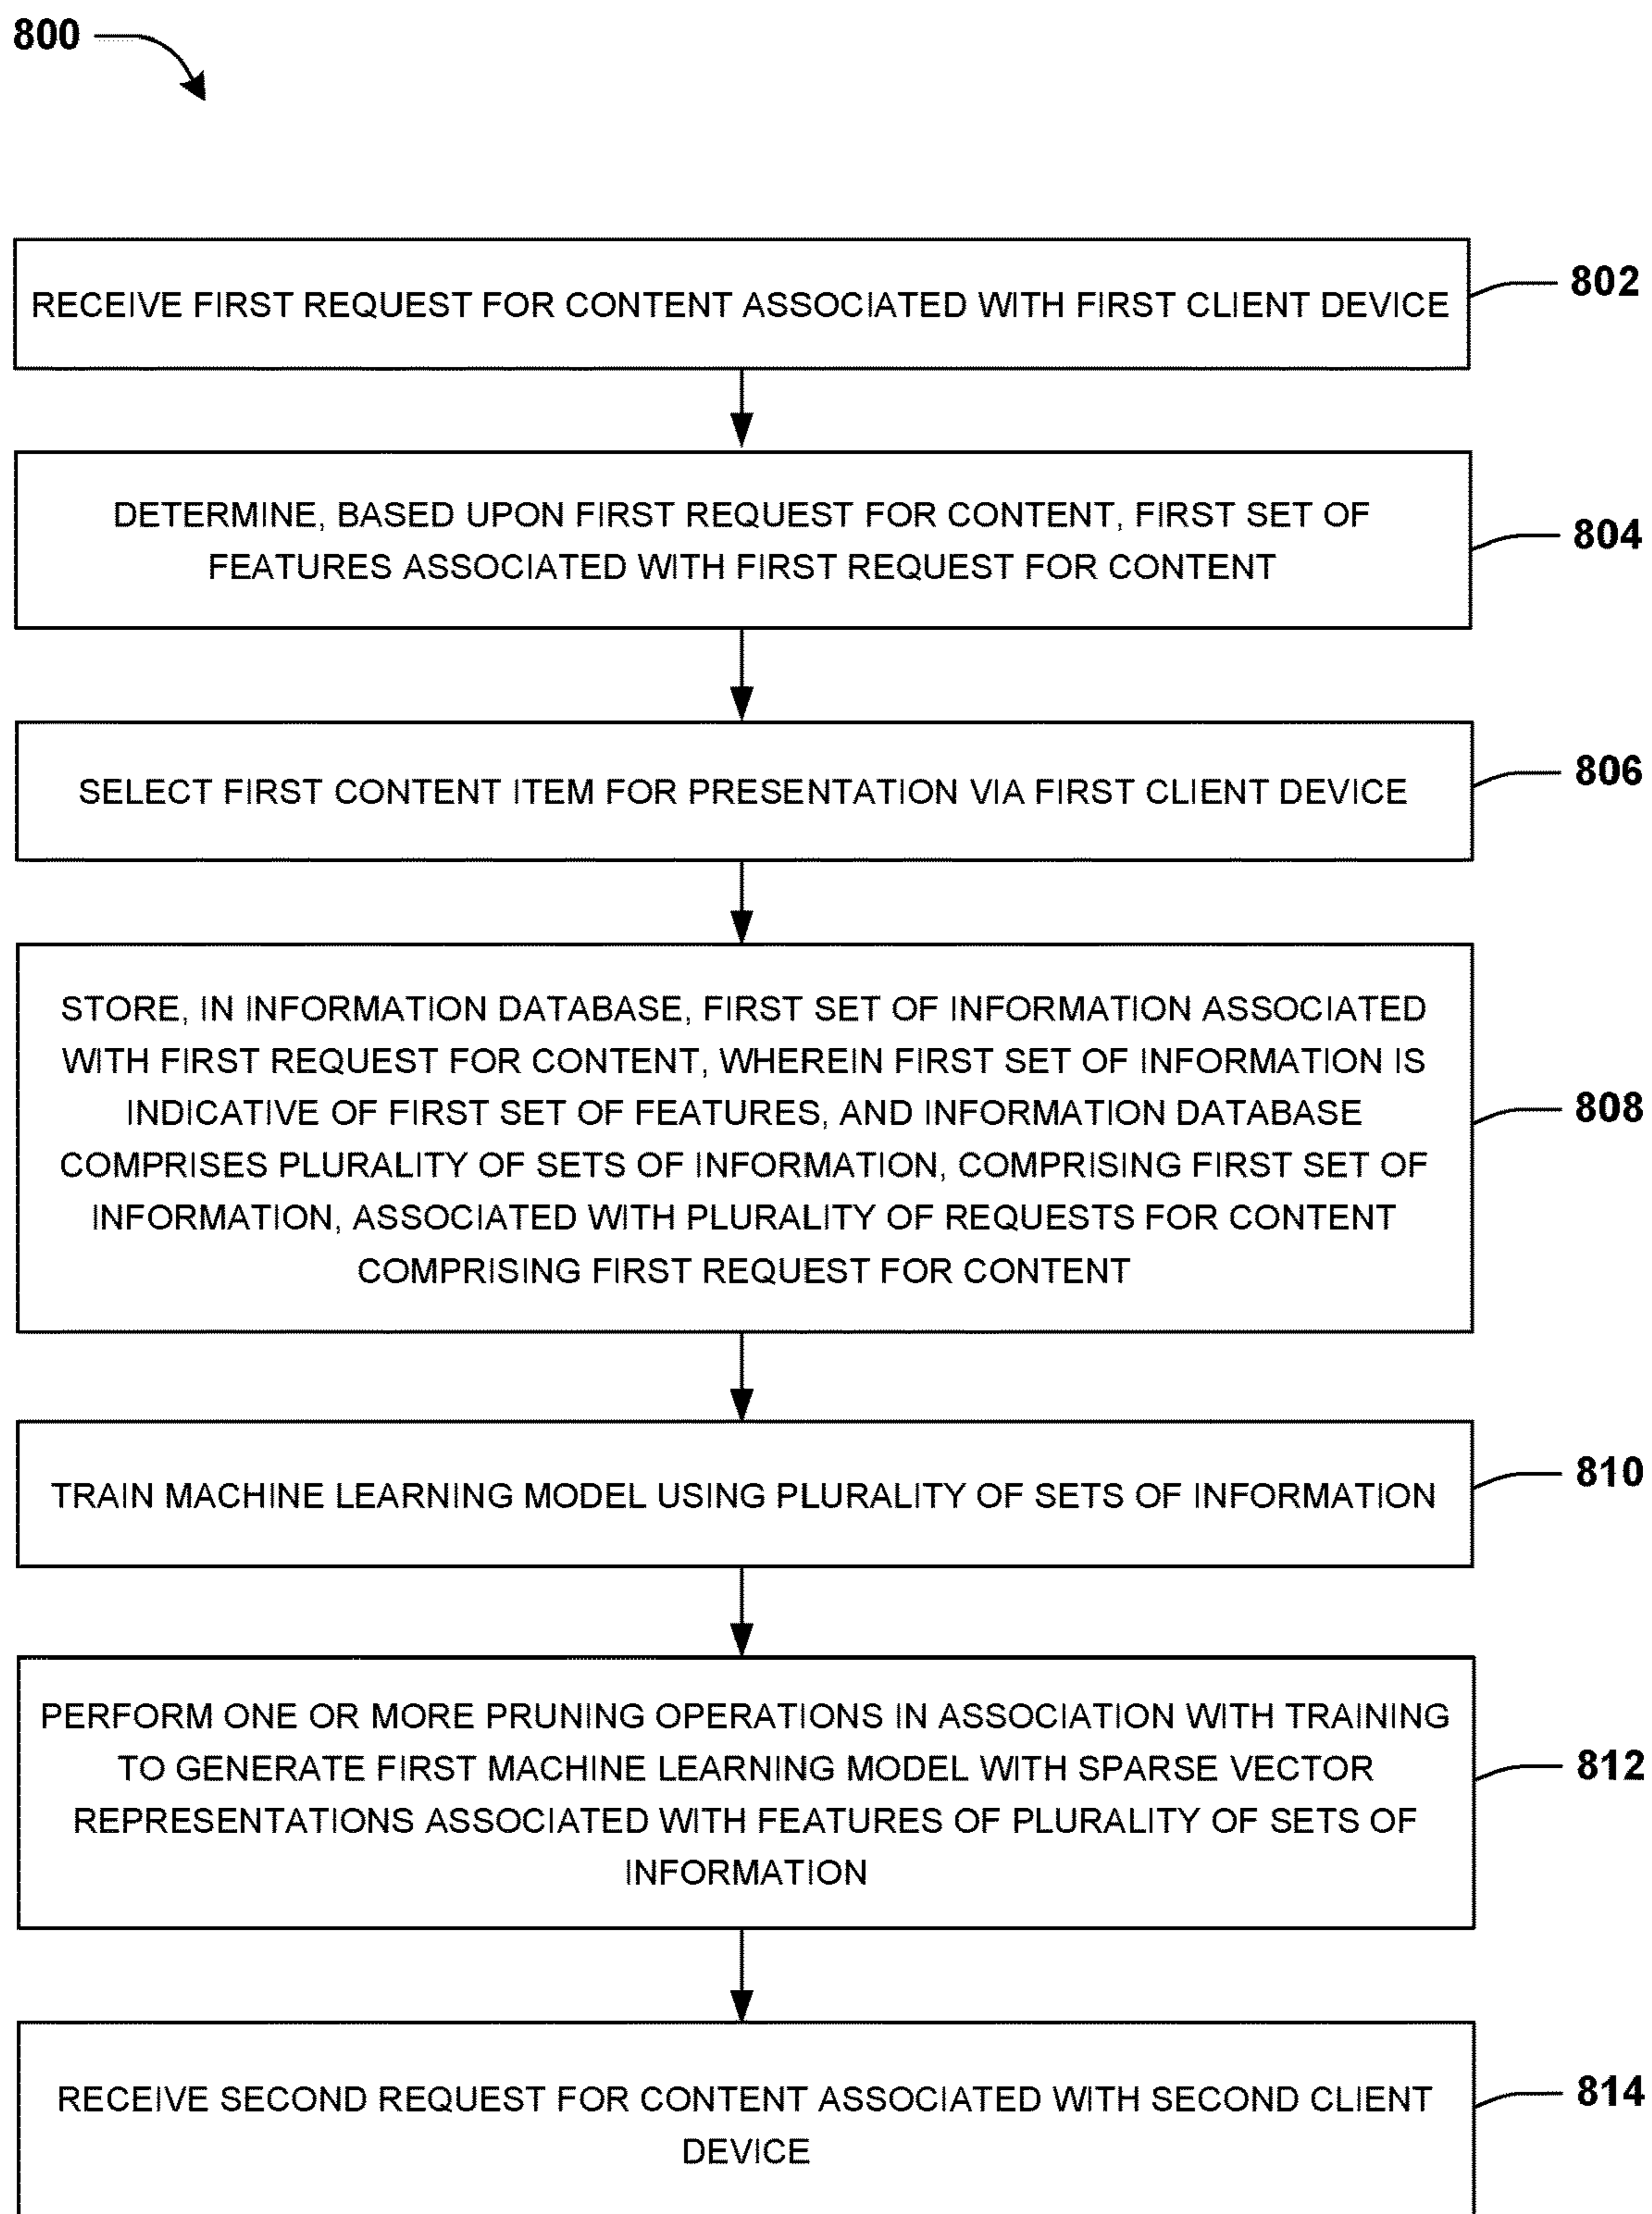 800
RECEIVE FIRST REQUEST FOR CONTENT ASSOCIATED WITH FIRST CLIENT DEVICE
802
DETERMINE, BASED UPON FIRST REQUEST FOR CONTENT, FIRST SET OF
FEATURES ASSOCIATED WITH FIRST REQUEST FOR CONTENT
804
SELECT FIRST CONTENT ITEM FOR PRESENTATION VIA FIRST CLIENT DEVICE
806
STORE, IN INFORMATION DATABASE, FIRST SET OF INFORMATION ASSOCIATED
WITH FIRST REQUEST FOR CONTENT, WHEREIN FIRST SET OF INFORMATION IS
INDICATIVE OF FIRST SET OF FEATURES, AND INFORMATION DATABASE
COMPRISES PLURALITY OF SETS OF INFORMATION, COMPRISING FIRST SET OF
INFORMATION, ASSOCIATED WITH PLURALITY OF REQUESTS FOR CONTENT
COMPRISING FIRST REQUEST FOR CONTENT
808
TRAIN MACHINE LEARNING MODEL USING PLURALITY OF SETS OF INFORMATION
810
PERFORM ONE OR MORE PRUNING OPERATIONS IN ASSOCIATION WITH TRAINING
TO GENERATE FIRST MACHINE LEARNING MODEL WITH SPARSE VECTOR
REPRESENTATIONS ASSOCIATED WITH FEATURES OF PLURALITY OF SETS OF
INFORMATION
812
RECEIVE SECOND REQUEST FOR CONTENT ASSOCIATED WITH SECOND CLIENT
DEVICE
814